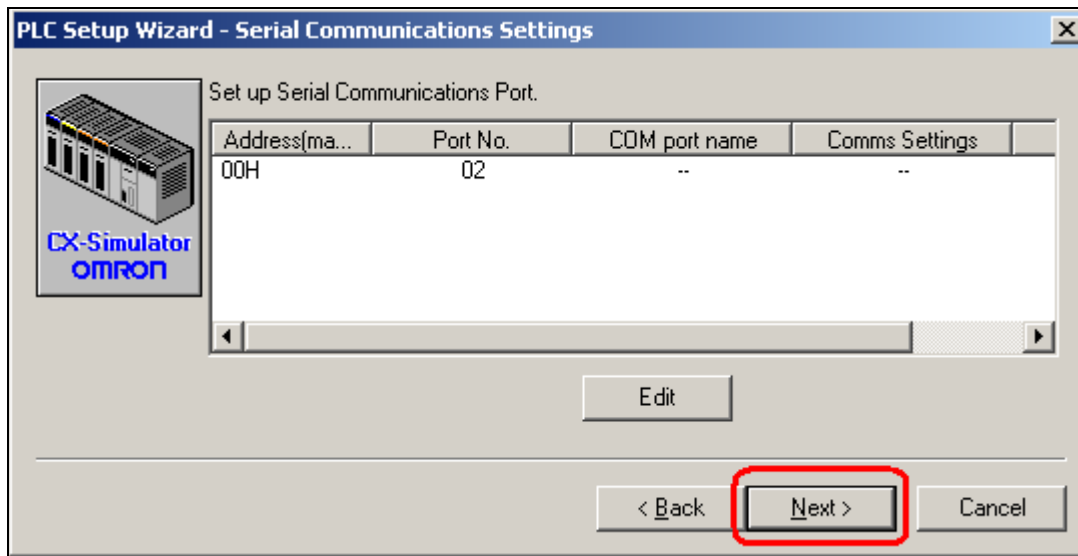 PLC Setup Wizard - Serial Communications Settings
Set up Serial Communications Port.
Address(ma... Port No. COM port name Comms Settings
00H 02 -- --
CX-Simulator
OMRON
Edit
< Back Next > Cancel